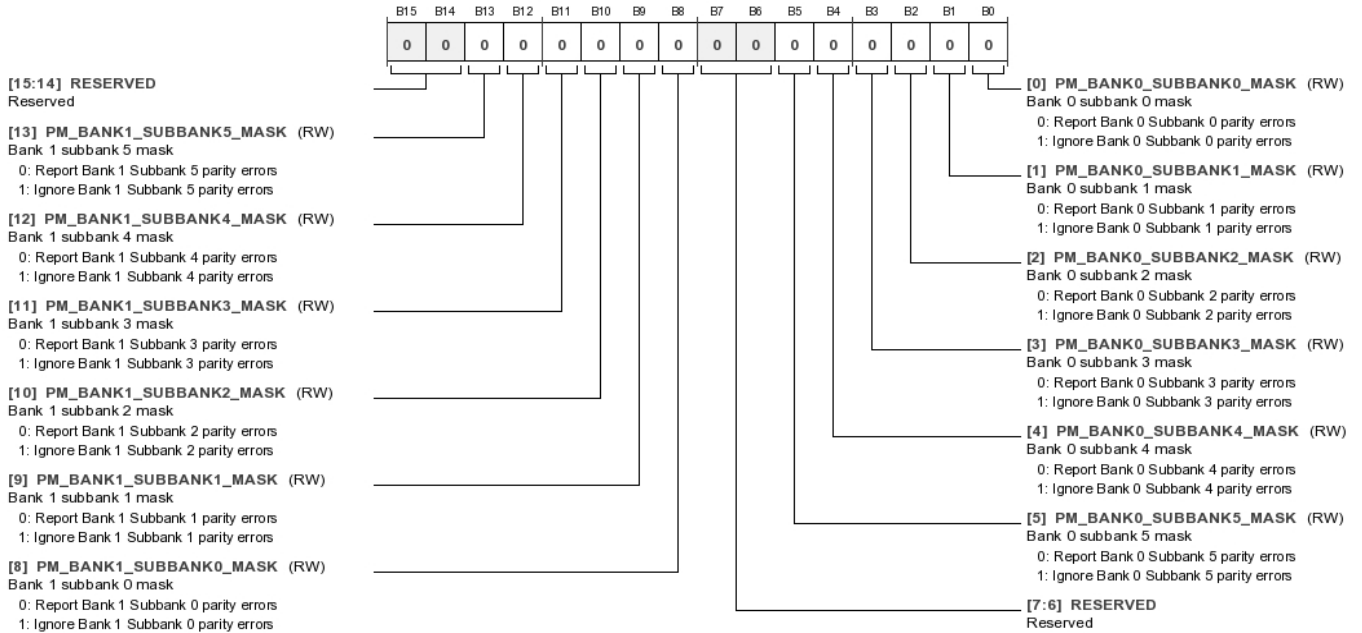 B15 B14 B13 B12 B11 B10 B9 B8 B7 B6 B5 B4 B3 B2 B1 B0
0 0 0 0 0 0 0 0 0 0 0 0 0 0 0 0
[15:14] RESERVED
Reserved
[13] PM_BANK1_SUBBANK5_MASK (RW)
Bank 1 subbank 5 mask
0: Report Bank 1 Subbank 5 parity errors
1: Ignore Bank 1 Subbank 5 parity errors
[12] PM_BANK1_SUBBANK4_MASK (RW)
Bank 1 subbank 4 mask
0: Report Bank 1 Subbank 4 parity errors
1: Ignore Bank 1 Subbank 4 parity errors
[11] PM_BANK1_SUBBANK3_MASK (RW)
Bank 1 subbank 3 mask
0: Report Bank 1 Subbank 3 parity errors
1: Ignore Bank 1 Subbank 3 parity errors
[10] PM_BANK1_SUBBANK2_MASK (RW)
Bank 1 subbank 2 mask
0: Report Bank 1 Subbank 2 parity errors
1: Ignore Bank 1 Subbank 2 parity errors
[9] PM_BANK1_SUBBANK1_MASK (RW)
Bank 1 subbank 1 mask
0: Report Bank 1 Subbank 1 parity errors
1: Ignore Bank 1 Subbank 1 parity errors
[8] PM_BANK1_SUBBANK0_MASK (RW)
Bank 1 subbank 0 mask
0: Report Bank 1 Subbank 0 parity errors
1: Ignore Bank 1 Subbank 0 parity errors
[0] PM_BANK0_SUBBANK0_MASK (RW)
Bank 0 subbank 0 mask
0: Report Bank 0 Subbank 0 parity errors
1: Ignore Bank 0 Subbank 0 parity errors
[1] PM_BANK0_SUBBANK1_MASK (RW)
Bank 0 subbank 1 mask
0: Report Bank 0 Subbank 1 parity errors
1: Ignore Bank 0 Subbank 1 parity errors
[2] PM_BANK0_SUBBANK2_MASK (RW)
Bank 0 subbank 2 mask
0: Report Bank 0 Subbank 2 parity errors
1: Ignore Bank 0 Subbank 2 parity errors
[3] PM_BANK0_SUBBANK3_MASK (RW)
Bank 0 subbank 3 mask
0: Report Bank 0 Subbank 3 parity errors
1: Ignore Bank 0 Subbank 3 parity errors
[4] PM_BANK0_SUBBANK4_MASK (RW)
Bank 0 subbank 4 mask
0: Report Bank 0 Subbank 4 parity errors
1: Ignore Bank 0 Subbank 4 parity errors
[5] PM_BANK0_SUBBANK5_MASK (RW)
Bank 0 subbank 5 mask
0: Report Bank 0 Subbank 5 parity errors
1: Ignore Bank 0 Subbank 5 parity errors
[7:6] RESERVED
Reserved